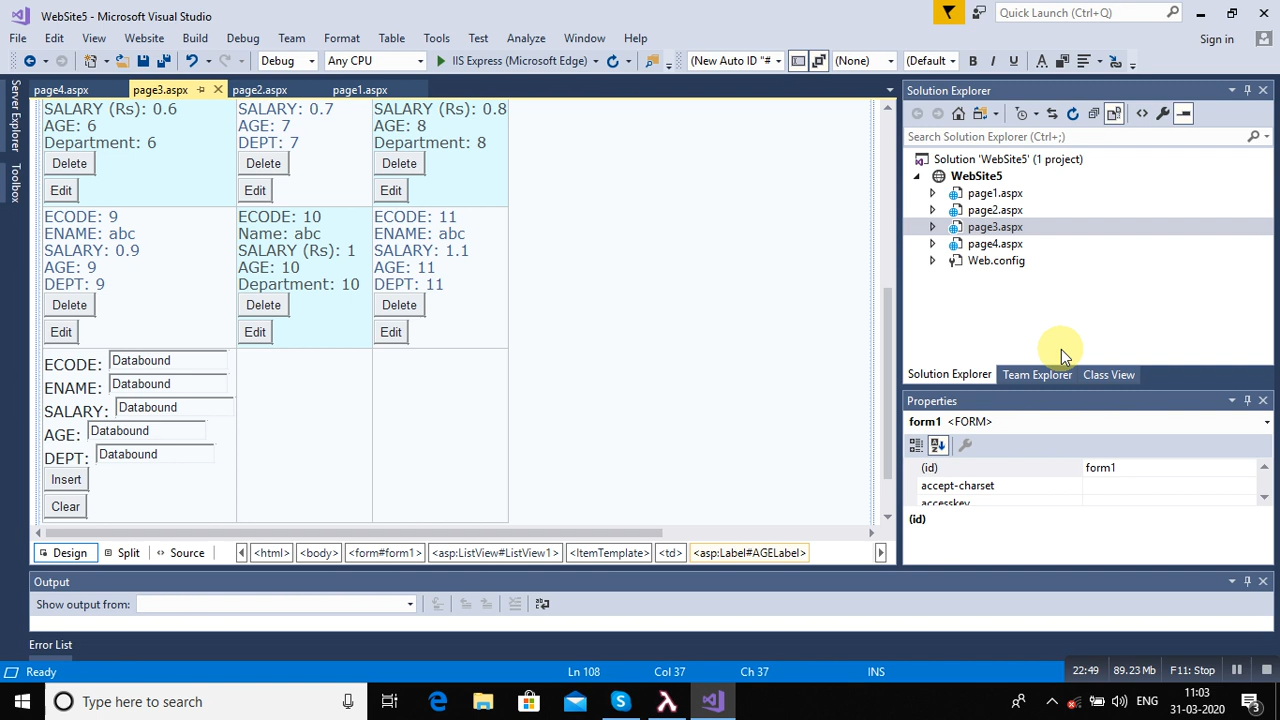 WebSite5 - Microsoft Visual Studio
Quick Launch (Ctrl+Q)
File Edit View Website Build Debug Team Format Table Tools Test Analyze Window Help
Sign in
Debug Any CPU IIS Express (Microsoft Edge) (New Auto ID "# (None) (Default B I U A
Server Explorer
Toolbox
page4.aspx page3.aspx page2.aspx page1.aspx
SALARY (Rs): 0.6 SALARY: 0.7 SALARY (Rs): 0.8
AGE: 6 AGE: 7 AGE: 8
Department: 6 DEPT: 7 Department: 8
Delete Delete Delete
Edit Edit Edit
ECODE: 9 ECODE: 10 ECODE: 11
ENAME: abc Name: abc ENAME: abc
SALARY: 0.9 SALARY (Rs): 1 SALARY: 1.1
AGE: 9 AGE: 10 AGE: 11
DEPT: 9 Department: 10 DEPT: 11
Delete Delete Delete
Edit Edit Edit
ECODE: Databound
ENAME: Databound
SALARY: Databound
AGE: Databound
DEPT: Databound
Insert
Clear
Design Split Source <html> <body> <form#form1> <asp:ListView#ListView1> <ItemTemplate> <td> <asp:Label#AGELabel>
Solution Explorer
Search Solution Explorer (Ctrl+;)
Solution 'WebSite5' (1 project)
WebSite5
page1.aspx
page2.aspx
page3.aspx
page4.aspx
Web.config
Solution Explorer Team Explorer Class View
Properties
form1 <FORM>
(id) form1
accept-charset
accesskey
(id)
Output
Show output from:
Error List
Ready Ln 108 Col 37 Ch 37 INS
22:49 89.23 Mb F11: Stop
Type here to search
ENG
11:03
31-03-2020
3